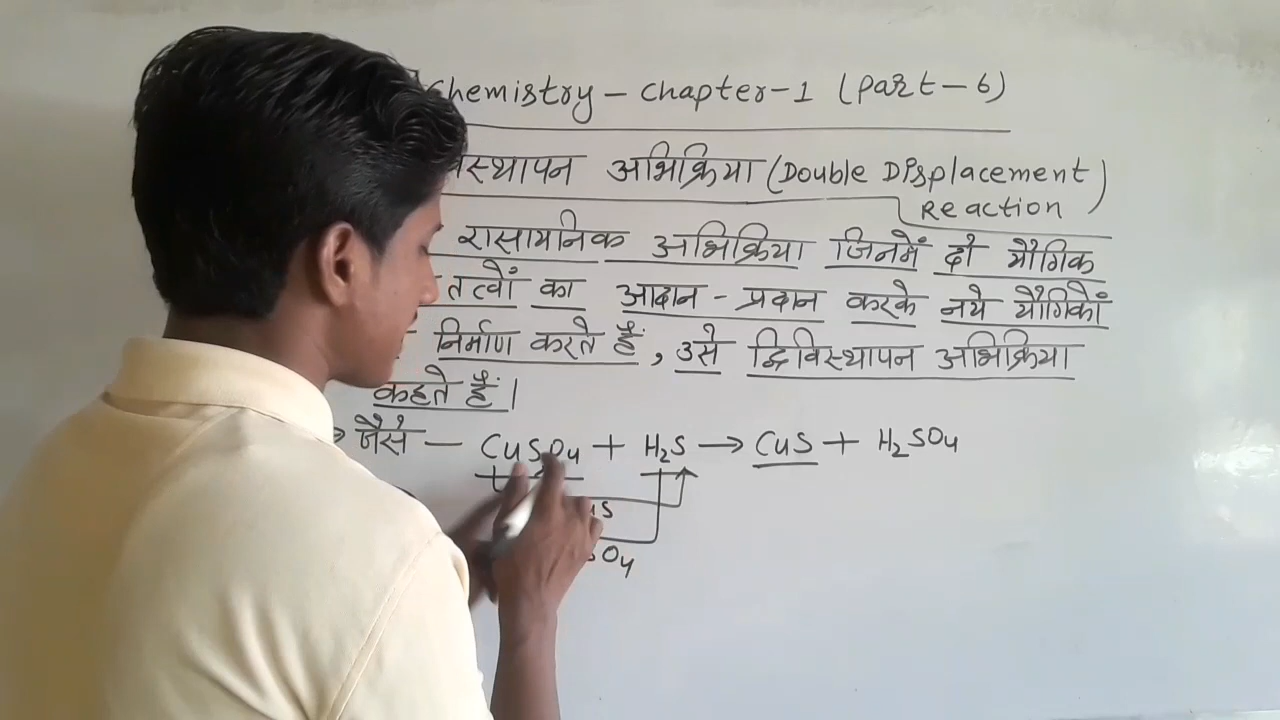 Chemistry - Chapter-1 (Part-6)
विस्थापन अभिक्रिया (Double Displacement)
Reaction
रासायनिक अभिक्रिया जिनमें दो यौगिक
तत्वों का आदान - प्रदान करके नये यौगिकों
निर्माण करते हैं, उसे द्विविस्थापन अभिक्रिया
कहते हैं।
जैसे - CuSO₄ + H₂S → CuS + H₂SO₄
SO₄